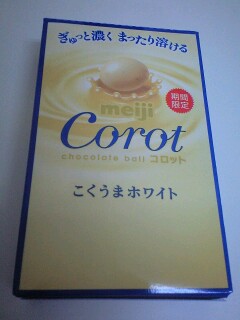 ぎゅっと濃く まったり溶ける
期間
限定
meiji
Corot
chocolate ball コロット
こくうまホワイト